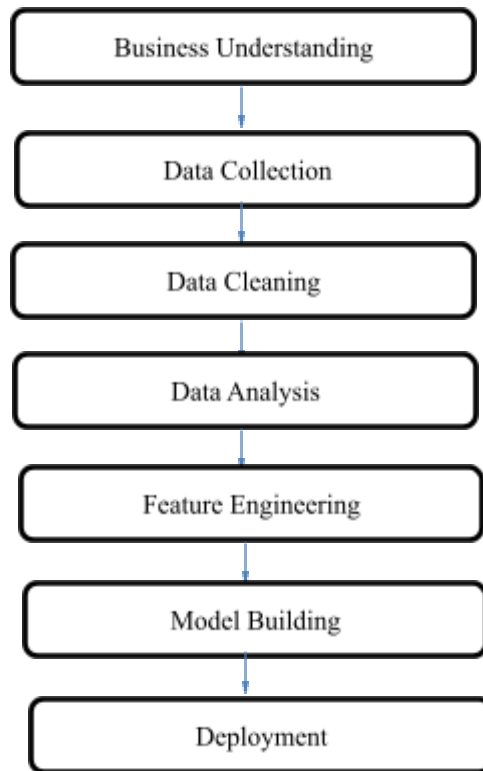 Business Understanding
Data Collection
Data Cleaning
Data Analysis
Feature Engineering
Model Building
Deployment